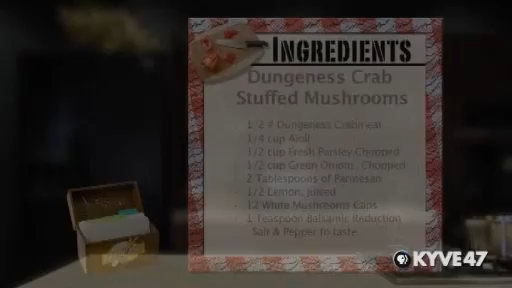 INGREDIENTS
Dungeness Crab
Stuffed Mushrooms
1/2 # Dungeness Crabmeat
1/4 cup Aioli
1/2 cup Fresh Parsley, Chopped
1/2 cup Green Onions, Chopped
2 Tablespoons of Parmesan
1/2 Lemon, Juiced
12 White Mushrooms Caps
1 Teaspoon Balsamic Reduction
Salt & Pepper to taste
KYVE47